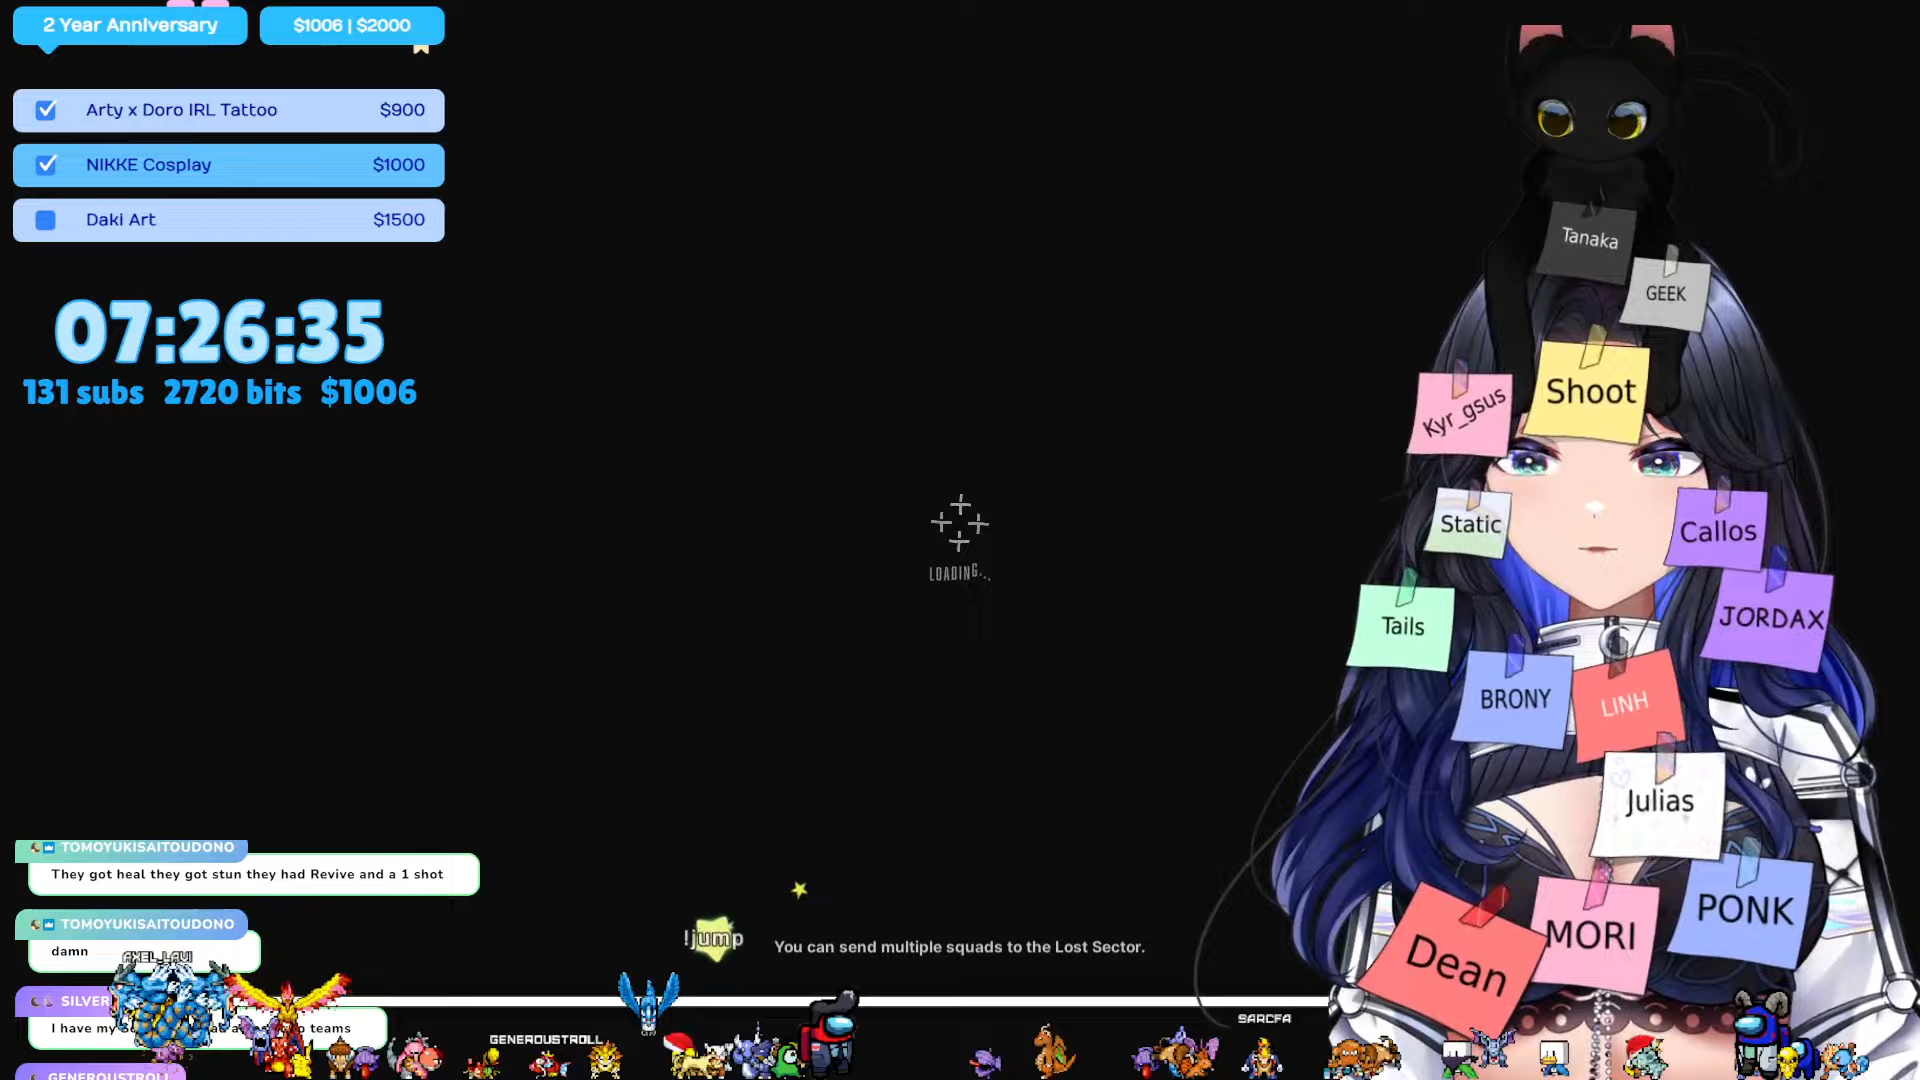 2 Year Anniversary
$1006 | $2000
Arty x Doro IRL Tattoo $900
NIKKE Cosplay $1000
Daki Art $1500
07:26:35
131 subs 2720 bits $1006
Tanaka
GEEK
Shoot
Kyr_gsus
Static
Callos
Tails
JORDAX
BRONY
LINH
Julias
PONK
MORI
Dean
LOADING...
TOMOYUKISAITOUDONO
They got heal they got stun they had Revive and a 1 shot
TOMOYUKISAITOUDONO
damn
AXEL_LAVI
SILVER
I have my teams
GENEROUSTROLL
!jump
You can send multiple squads to the Lost Sector.
GENEROUSTROLL
SARCFA